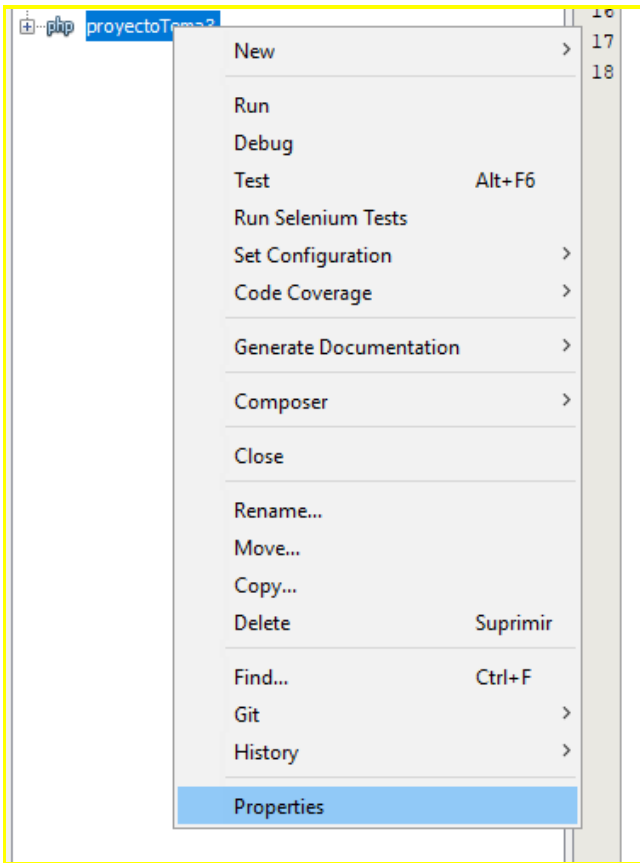 16
php proyectoTema3
New
17
18
Run
Debug
Test Alt+F6
Run Selenium Tests
Set Configuration
Code Coverage
Generate Documentation
Composer
Close
Rename...
Move...
Copy...
Delete Suprimir
Find... Ctrl+F
Git
History
Properties